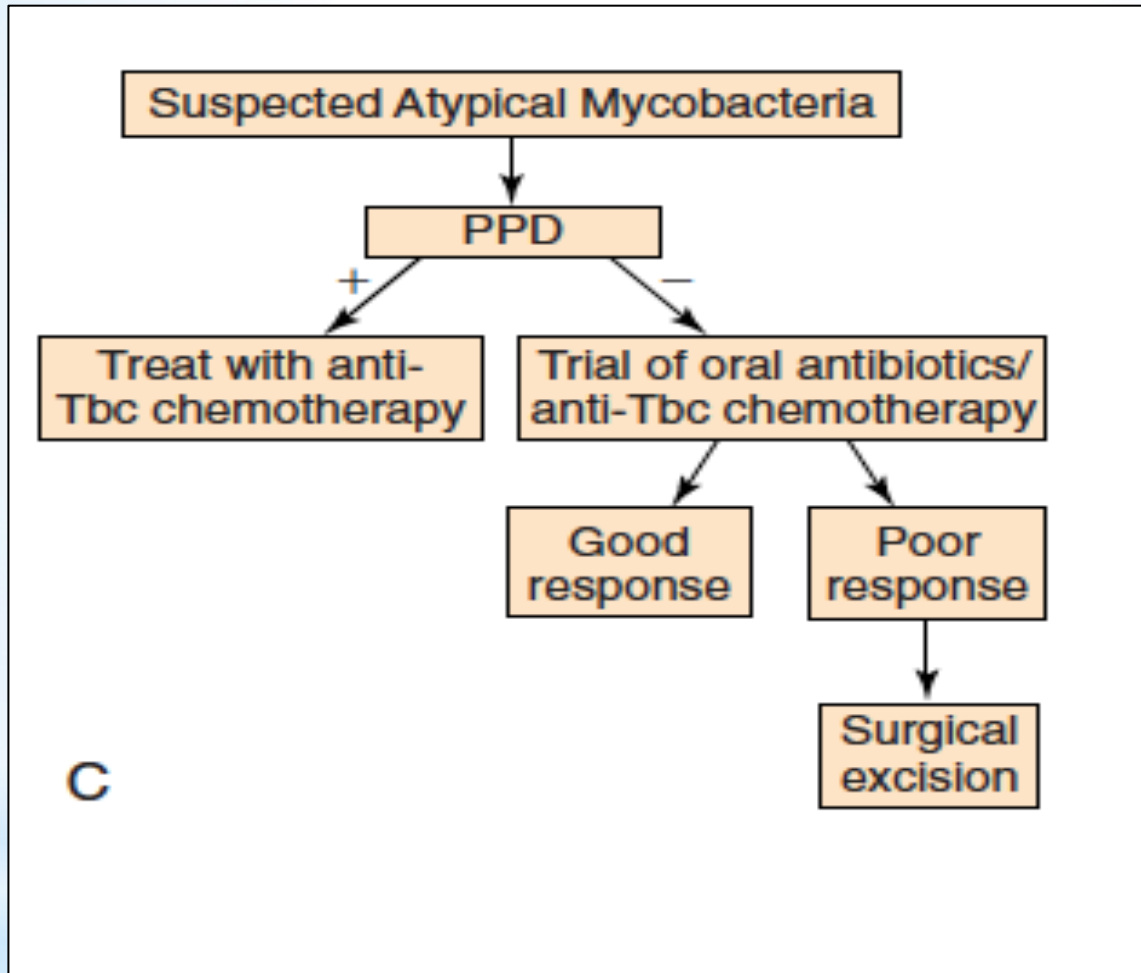 Suspected Atypical Mycobacteria
PPD
+
−
Treat with anti-
Tbc chemotherapy
Trial of oral antibiotics/
anti-Tbc chemotherapy
Good
response
Poor
response
Surgical
excision
C